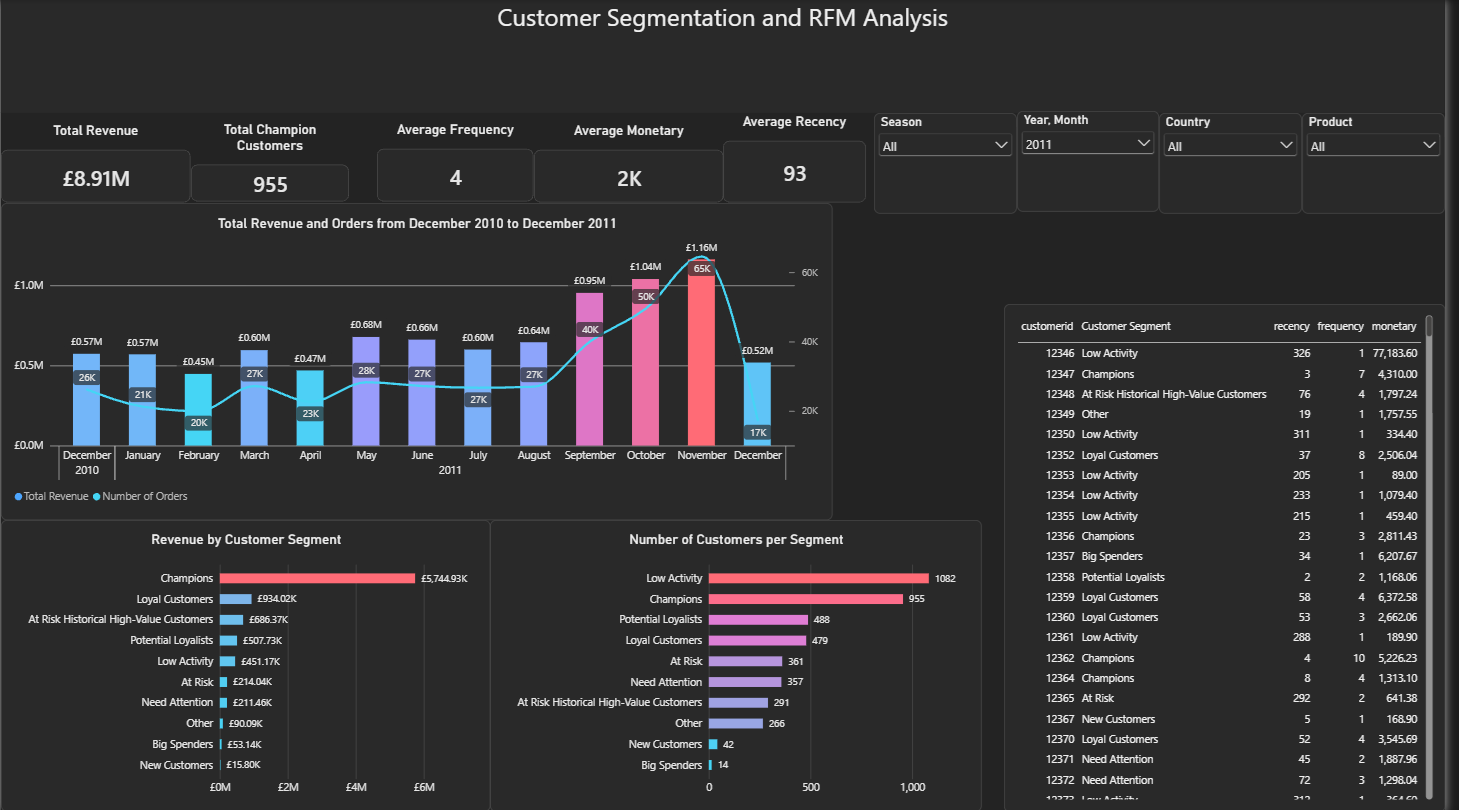 Customer Segmentation and RFM Analysis
Total Revenue
£8.91M
Total Champion
Customers
955
Average Frequency
4
Average Monetary
2K
Average Recency
93
Season
All
Year, Month
2011
Country
All
Product
All
Total Revenue and Orders from December 2010 to December 2011
£1.0M
£0.5M
£0.0M
60K
40K
20K
£0.57M
£0.57M
£0.45M
£0.60M
£0.47M
£0.68M
£0.66M
£0.60M
£0.64M
£0.95M
£1.04M
£1.16M
£0.52M
26K
21K
20K
27K
23K
28K
27K
27K
27K
40K
50K
65K
17K
December January February March April May June July August September October November December
2010 2011
Total Revenue Number of Orders
Revenue by Customer Segment
Champions £5,744.93K
Loyal Customers £934.02K
At Risk Historical High-Value Customers £686.37K
Potential Loyalists £507.73K
Low Activity £451.17K
At Risk £214.04K
Need Attention £211.46K
Other £90.09K
Big Spenders £53.14K
New Customers £15.80K
£0M £2M £4M £6M
Number of Customers per Segment
Low Activity 1082
Champions 955
Potential Loyalists 488
Loyal Customers 479
At Risk 361
Need Attention 357
At Risk Historical High-Value Customers 291
Other 266
New Customers 42
Big Spenders 14
0 500 1,000
customerid Customer Segment recency frequency monetary
12346 Low Activity 326 1 77,183.60
12347 Champions 3 7 4,310.00
12348 At Risk Historical High-Value Customers 76 4 1,797.24
12349 Other 19 1 1,757.55
12350 Low Activity 311 1 334.40
12352 Loyal Customers 37 8 2,506.04
12353 Low Activity 205 1 89.00
12354 Low Activity 233 1 1,079.40
12355 Low Activity 215 1 459.40
12356 Champions 23 3 2,811.43
12357 Big Spenders 34 1 6,207.67
12358 Potential Loyalists 2 2 1,168.06
12359 Loyal Customers 58 4 6,372.58
12360 Loyal Customers 53 3 2,662.06
12361 Low Activity 288 1 189.90
12362 Champions 4 10 5,226.23
12364 Champions 8 4 1,313.10
12365 At Risk 292 2 641.38
12367 New Customers 5 1 168.90
12370 Loyal Customers 52 4 3,545.69
12371 Need Attention 45 2 1,887.96
12372 Need Attention 72 3 1,298.04